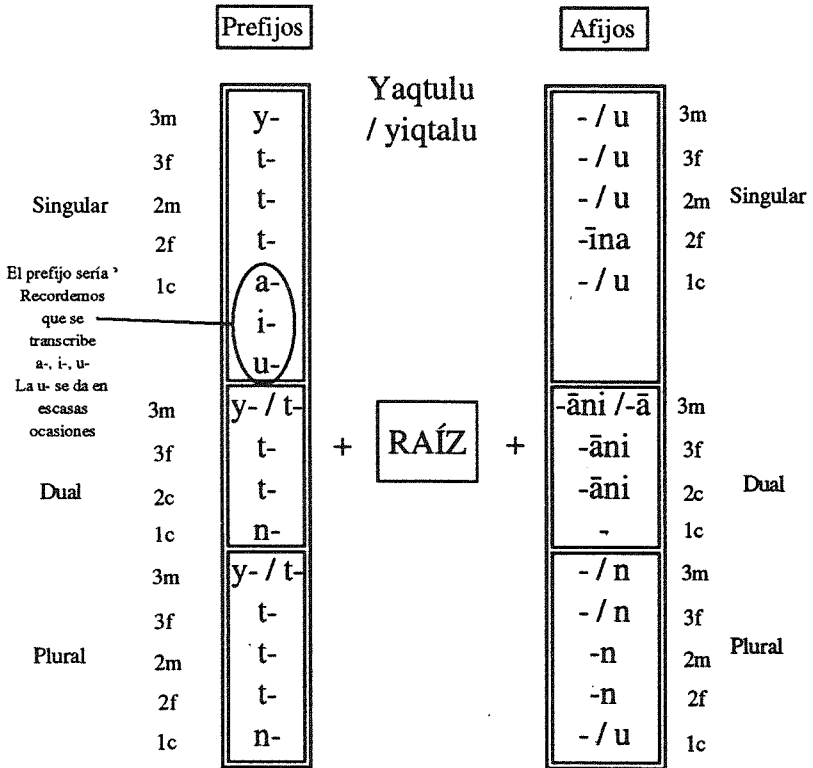 Prefijos Afijos
Yaqtulu
/ yiqtalu
3m y- - / u 3m
3f t- - / u 3f
Singular 2m t- - / u 2m Singular
2f t- -īna 2f
1c a- - / u 1c
i-
u-
El prefijo sería ʾ
Recordemos
que se
transcribe
a-, i-, u-
La u- se da en
escasas
ocasiones
3m y- / t- -āni /-ā 3m
3f t- + RAÍZ + -āni 3f
Dual 2c t- -āni 2c Dual
1c n- - 1c
3m y- / t- - / n 3m
3f t- - / n 3f
Plural 2m t- -n 2m Plural
2f t- -n 2f
1c n- - / u 1c